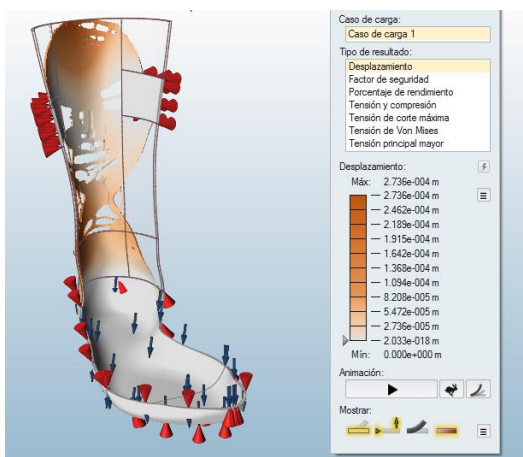 Caso de carga:
Caso de carga 1
Tipo de resultado:
Desplazamiento
Factor de seguridad
Porcentaje de rendimiento
Tensión y compresión
Tensión de corte máxima
Tensión de Von Mises
Tensión principal mayor
Desplazamiento:
Máx: 2.736e-004 m
2.736e-004 m
2.462e-004 m
2.189e-004 m
1.915e-004 m
1.642e-004 m
1.368e-004 m
1.094e-004 m
8.208e-005 m
5.472e-005 m
2.736e-005 m
2.033e-018 m
Mín: 0.000e+000 m
Animación:
Mostrar: